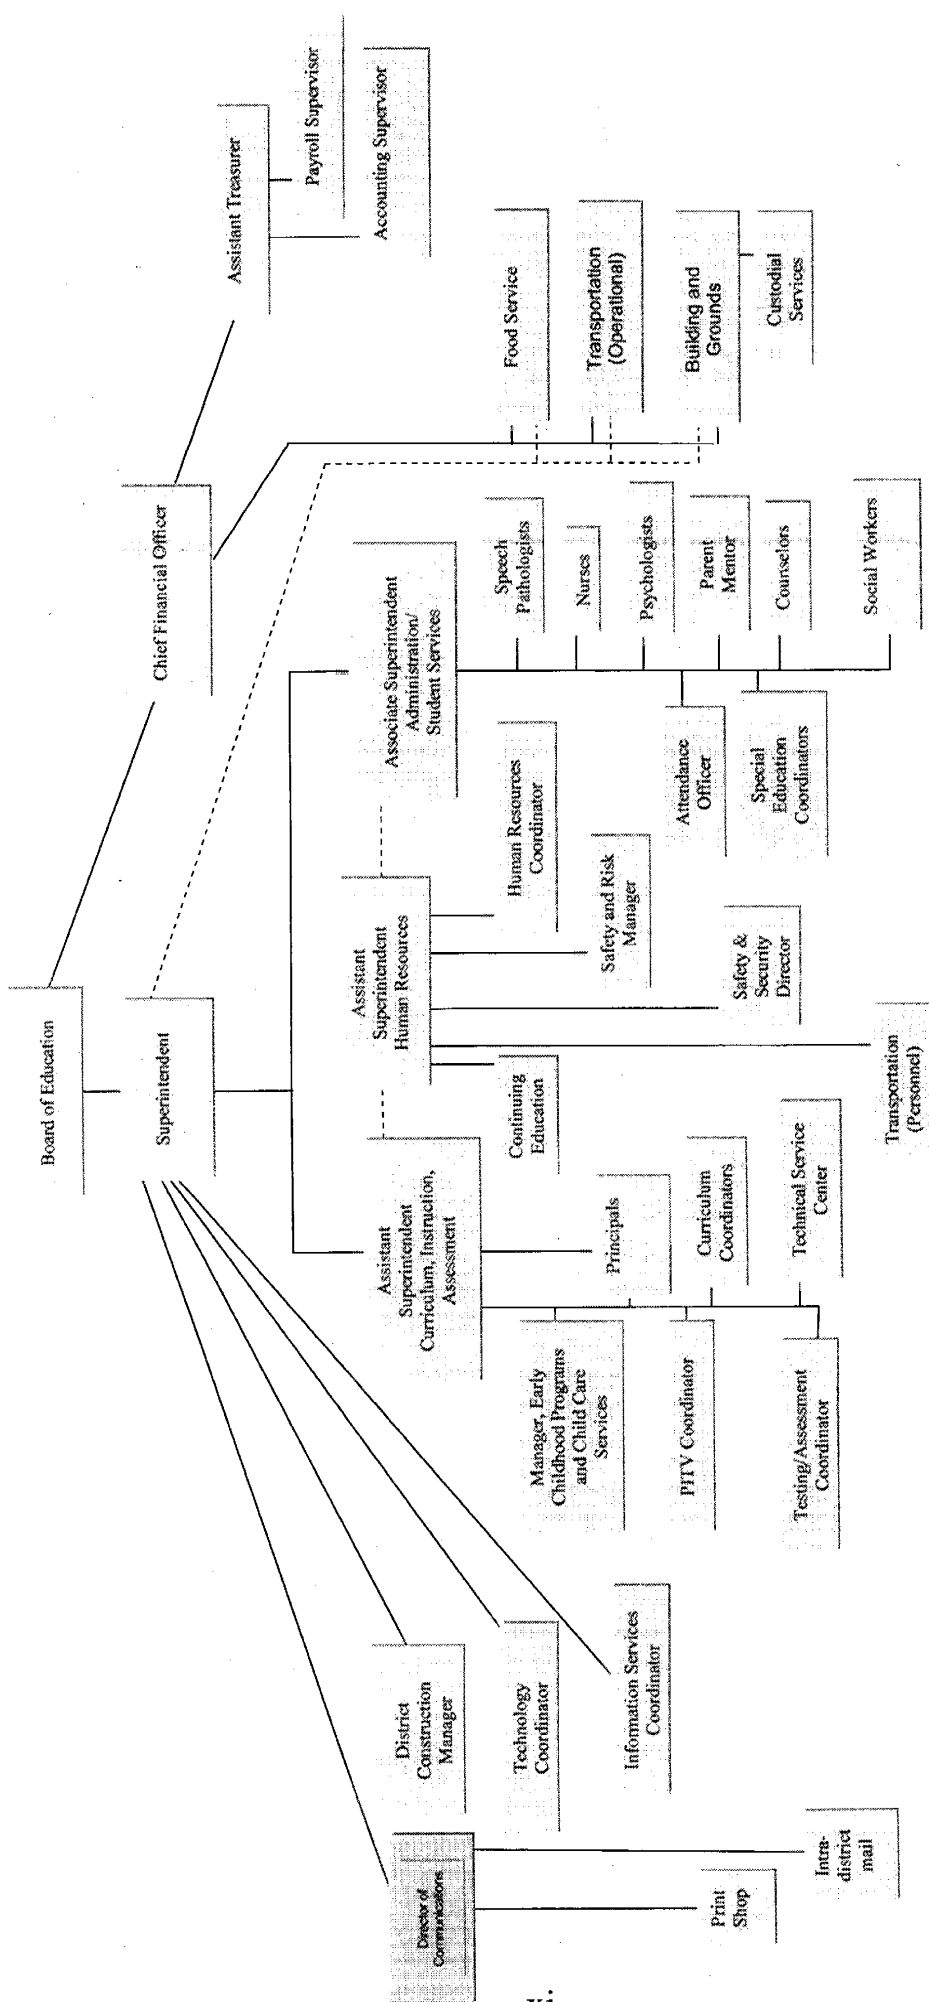 Board of Education
Superintendent
Chief Financial Officer
Assistant Treasurer
Payroll Supervisor
Accounting Supervisor
Food Service
Transportation
(Operational)
Building and
Grounds
Custodial
Services
Associate Superintendent
Administration/
Student Services
Speech
Pathologists
Nurses
Psychologists
Parent
Mentor
Counselors
Social Workers
Attendance
Officer
Special
Education
Coordinators
Assistant
Superintendent
Human Resources
Human Resources
Coordinator
Safety and Risk
Manager
Safety &
Security
Director
Transportation
(Personnel)
Continuing
Education
Assistant
Superintendent
Curriculum, Instruction,
Assessment
Principals
Curriculum
Coordinators
Technical Service
Center
Manager, Early
Childhood Programs
and Child Care
Services
PITV Coordinator
Testing/Assessment
Coordinator
District
Construction
Manager
Technology
Coordinator
Information Services
Coordinator
Director of
Communications
Print
Shop
Intra-
district
mail
xi